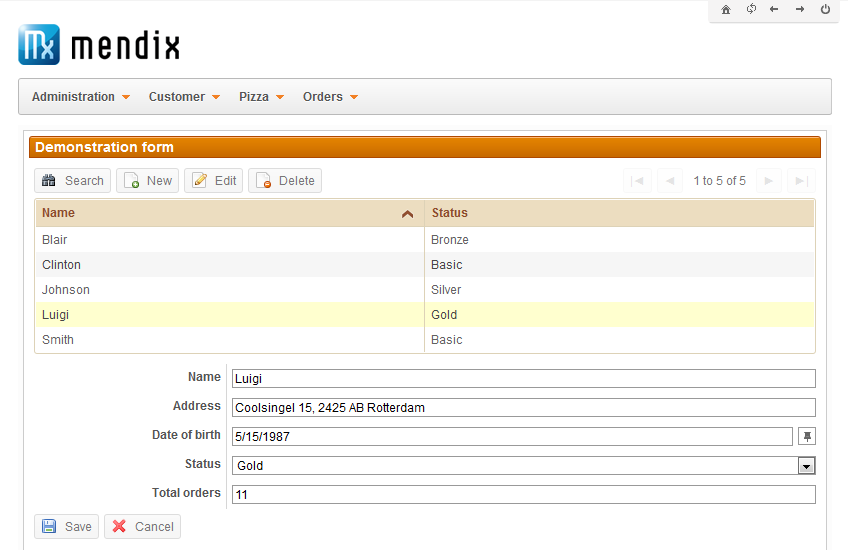 Mx mendix
Administration Customer Pizza Orders
Demonstration form
Search New Edit Delete 1 to 5 of 5
Name Status
Blair Bronze
Clinton Basic
Johnson Silver
Luigi Gold
Smith Basic
Name Luigi
Address Coolsingel 15, 2425 AB Rotterdam
Date of birth 5/15/1987
Status Gold
Total orders 11
Save Cancel